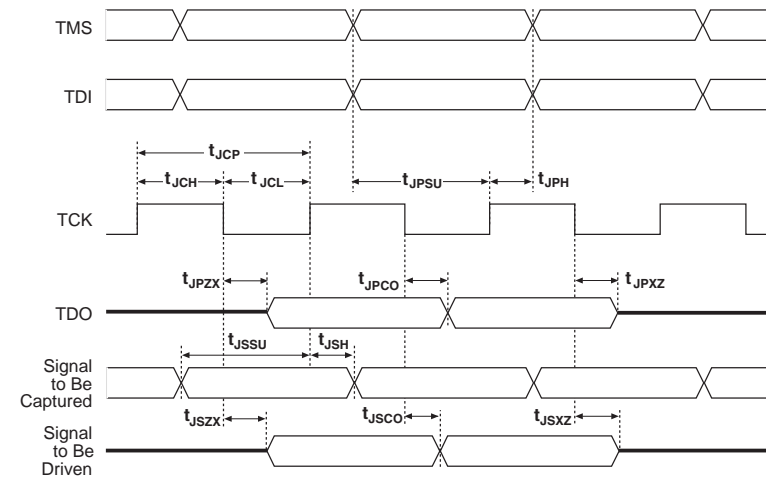 TMS
TDI
tJCP
tJCH
tJCL
tJPSU
tJPH
TCK
tJPZX
tJPCO
tJPXZ
TDO
tJSSU
tJSH
Signal
to Be
Captured
tJSZX
tJSCO
tJSXZ
Signal
to Be
Driven